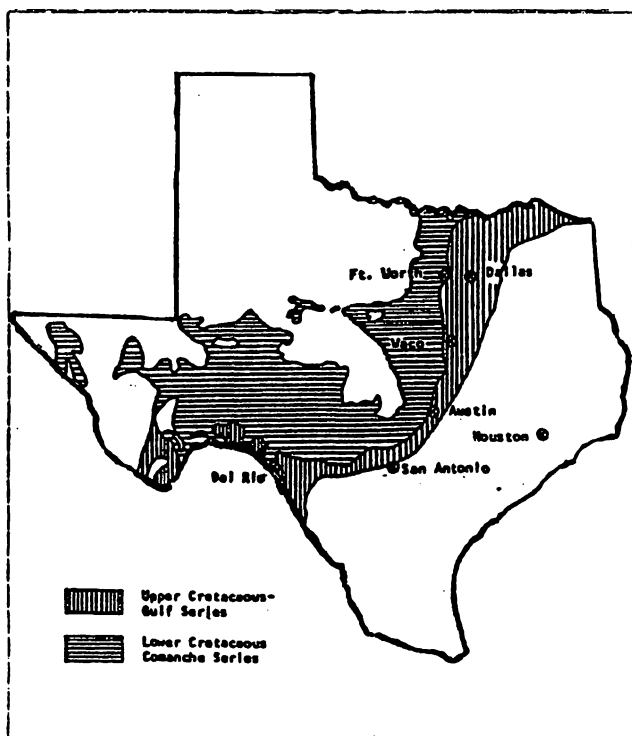 Ft. Worth
Dallas
Waco
Austin
Houston
San Antonio
Del Rio
Upper Cretaceous-
Gulf Series
Lower Cretaceous
Comanche Series